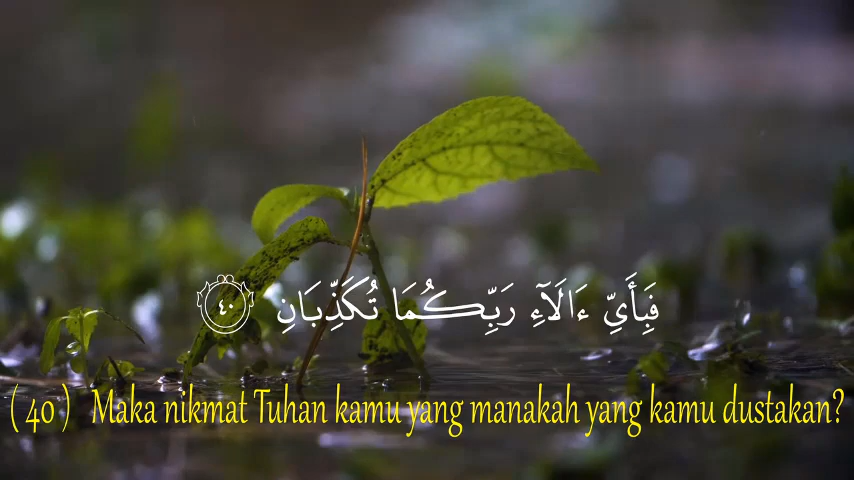 فَبِأَيِّ ءَالَآءِ رَبِّكُمَا تُكَذِّبَانِ ٤٠
( 40 ) Maka nikmat Tuhan kamu yang manakah yang kamu dustakan?